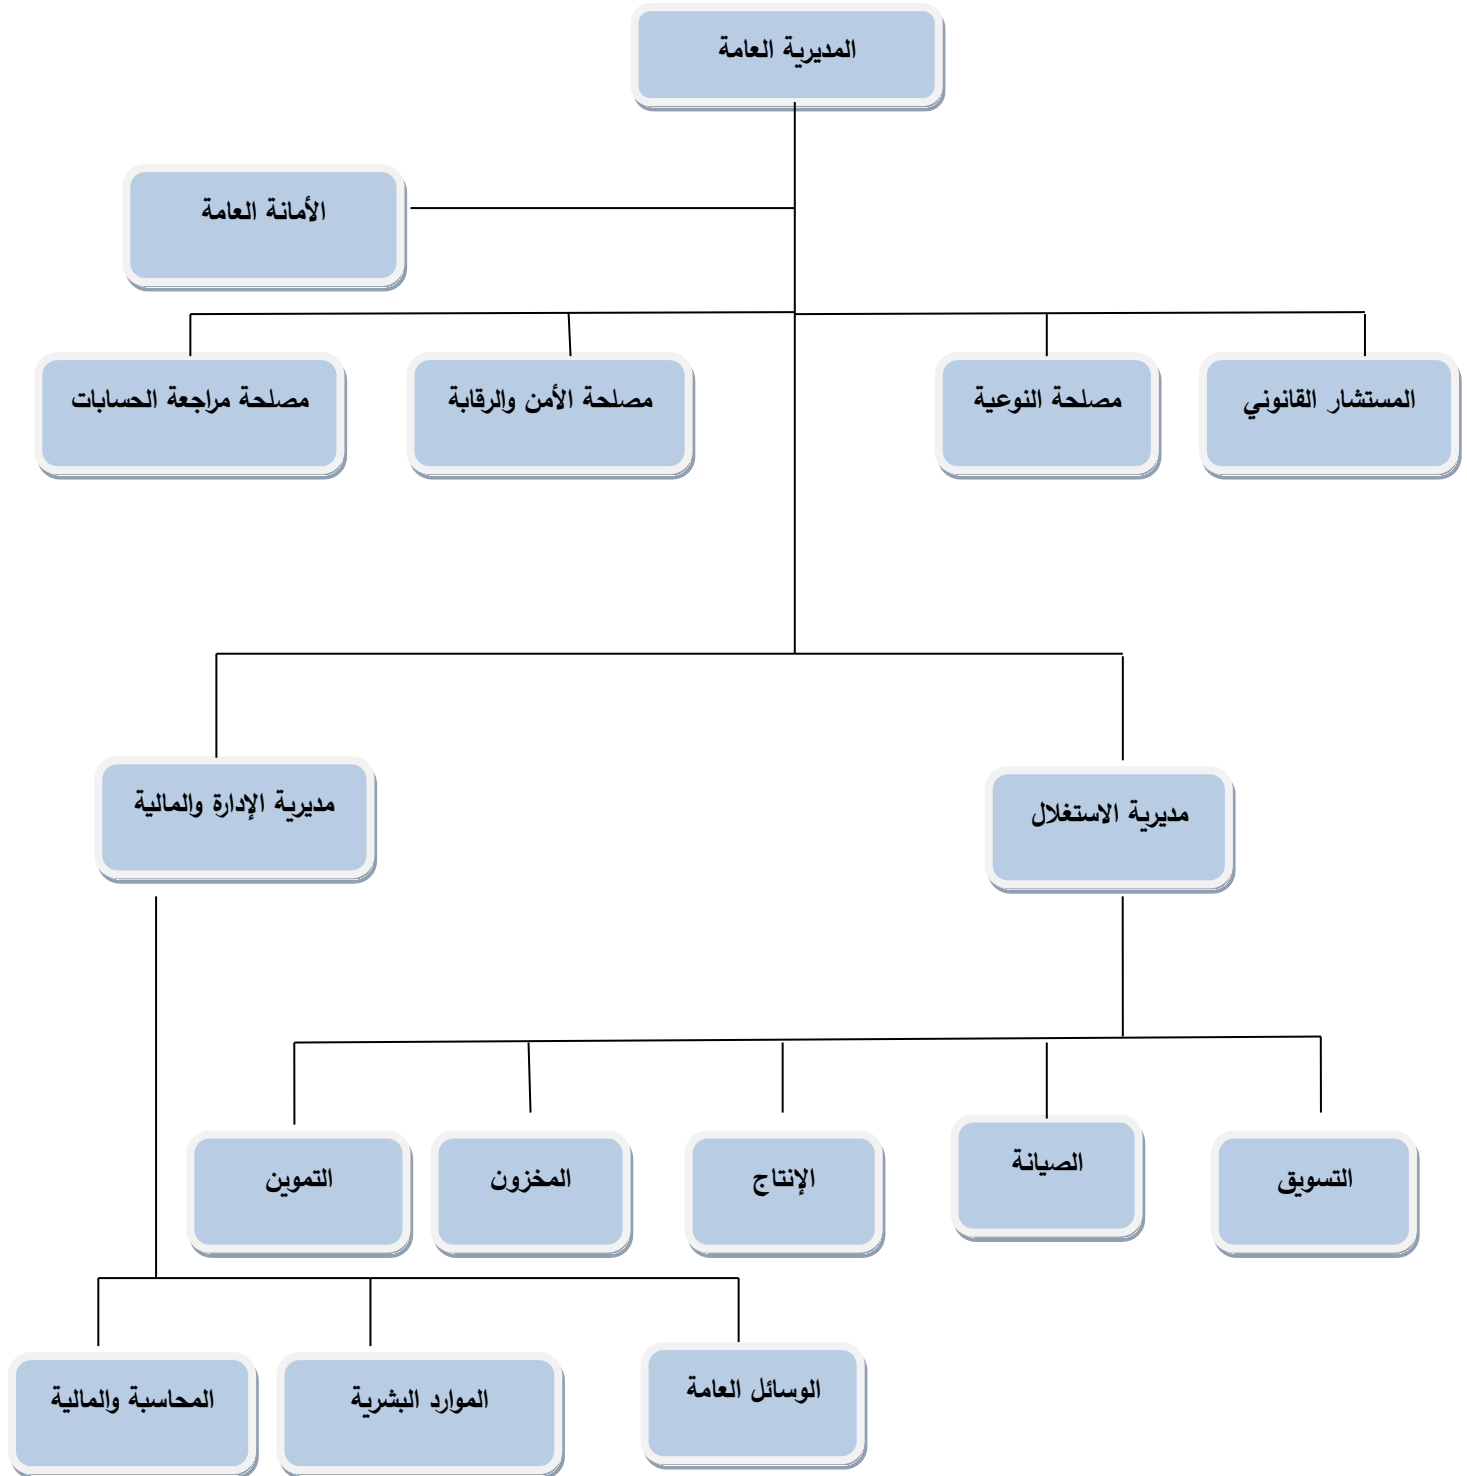 المديرية العامة
الأمانة العامة
المستشار القانوني
مصلحة النوعية
مصلحة الأمن والرقابة
مصلحة مراجعة الحسابات
مديرية الاستغلال
مديرية الإدارة والمالية
التسويق
الصيانة
الإنتاج
المخزون
التموين
الوسائل العامة
الموارد البشرية
المحاسبة والمالية